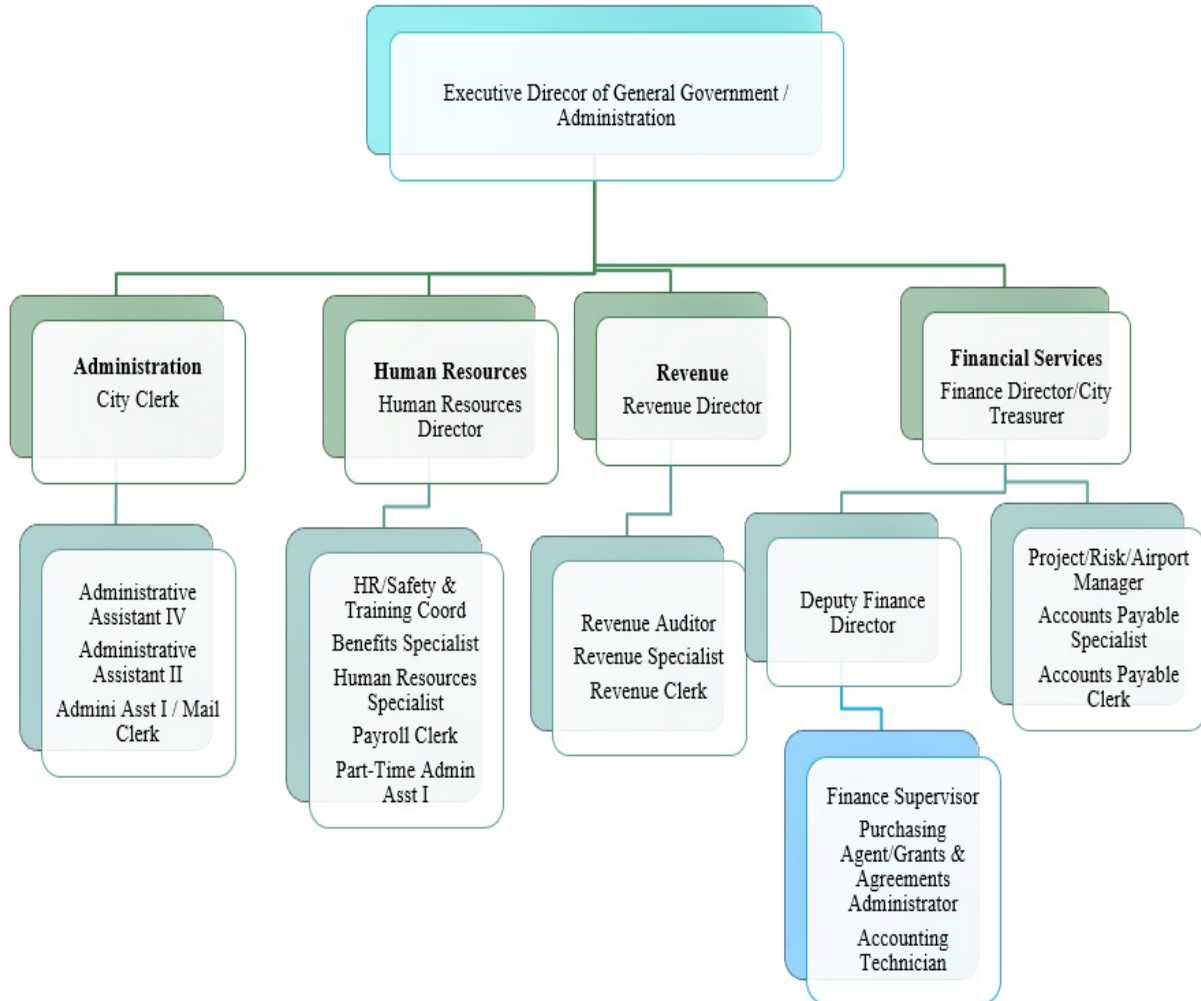 Executive Direcor of General Government /
Administration
Administration
City Clerk
Human Resources
Human Resources
Director
Revenue
Revenue Director
Financial Services
Finance Director/City
Treasurer
Administrative
Assistant IV
Administrative
Assistant II
Admini Asst I / Mail
Clerk
HR/Safety &
Training Coord
Benefits Specialist
Human Resources
Specialist
Payroll Clerk
Part-Time Admin
Asst I
Revenue Auditor
Revenue Specialist
Revenue Clerk
Deputy Finance
Director
Project/Risk/Airport
Manager
Accounts Payable
Specialist
Accounts Payable
Clerk
Finance Supervisor
Purchasing
Agent/Grants &
Agreements
Administrator
Accounting
Technician